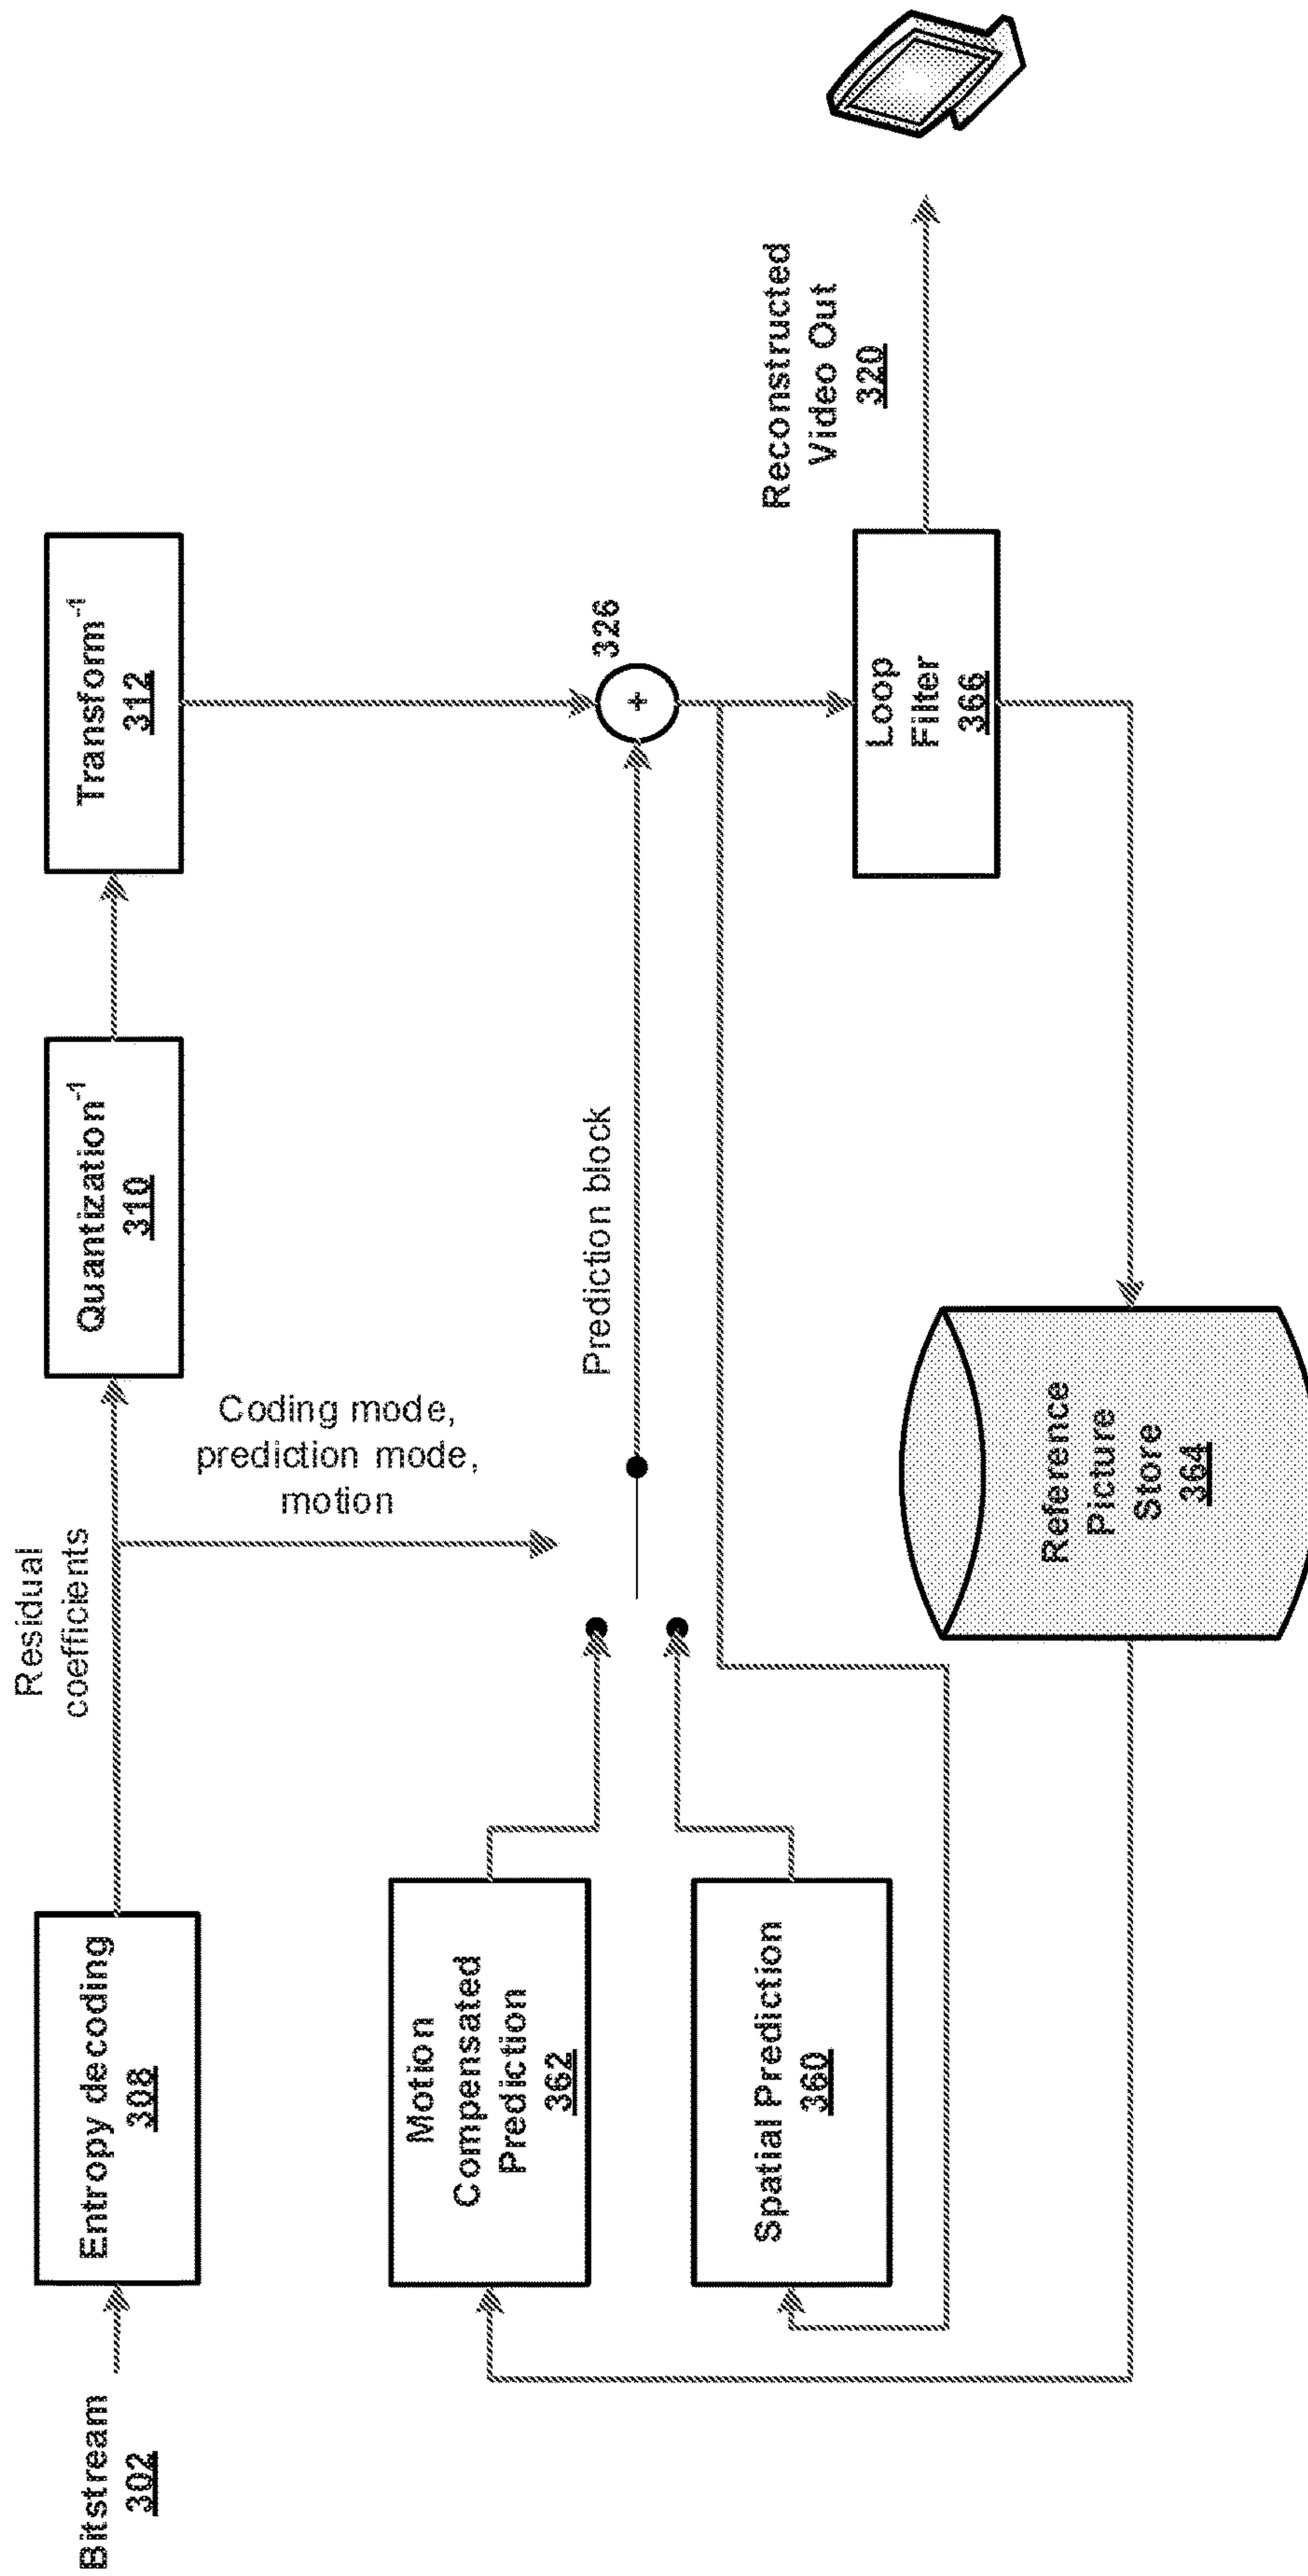 Bitstream
302
Entropy decoding
308
Residual
coefficients
Quantization⁻¹
310
Transform⁻¹
312
Coding mode,
prediction mode,
motion
Motion
Compensated
Prediction
362
Spatial Prediction
360
Prediction block
326
+
Loop
Filter
366
Reconstructed
Video Out
320
Reference
Picture
Store
364